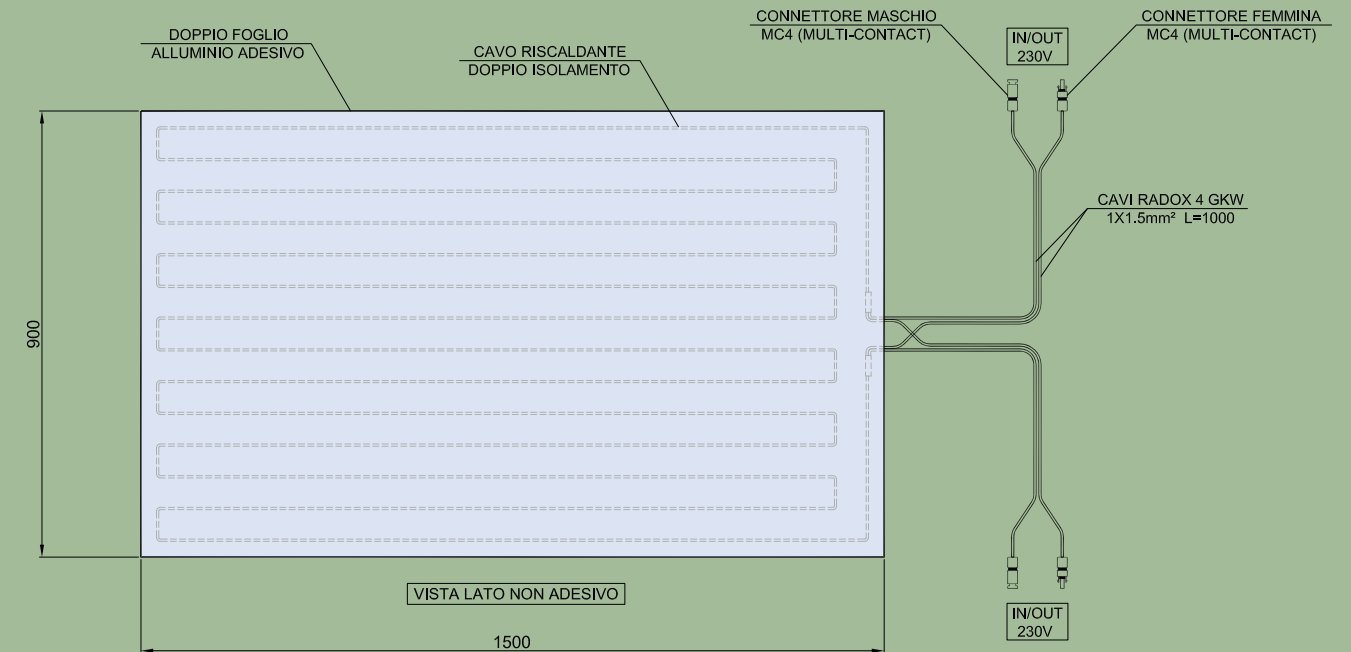 DOPPIO FOGLIO
ALLUMINIO ADESIVO
CAVO RISCALDANTE
DOPPIO ISOLAMENTO
CONNETTORE MASCHIO
MC4 (MULTI-CONTACT)
IN/OUT
230V
CONNETTORE FEMMINA
MC4 (MULTI-CONTACT)
CAVI RADOX 4 GKW
1X1.5mm² L=1000
900
VISTA LATO NON ADESIVO
1500
IN/OUT
230V